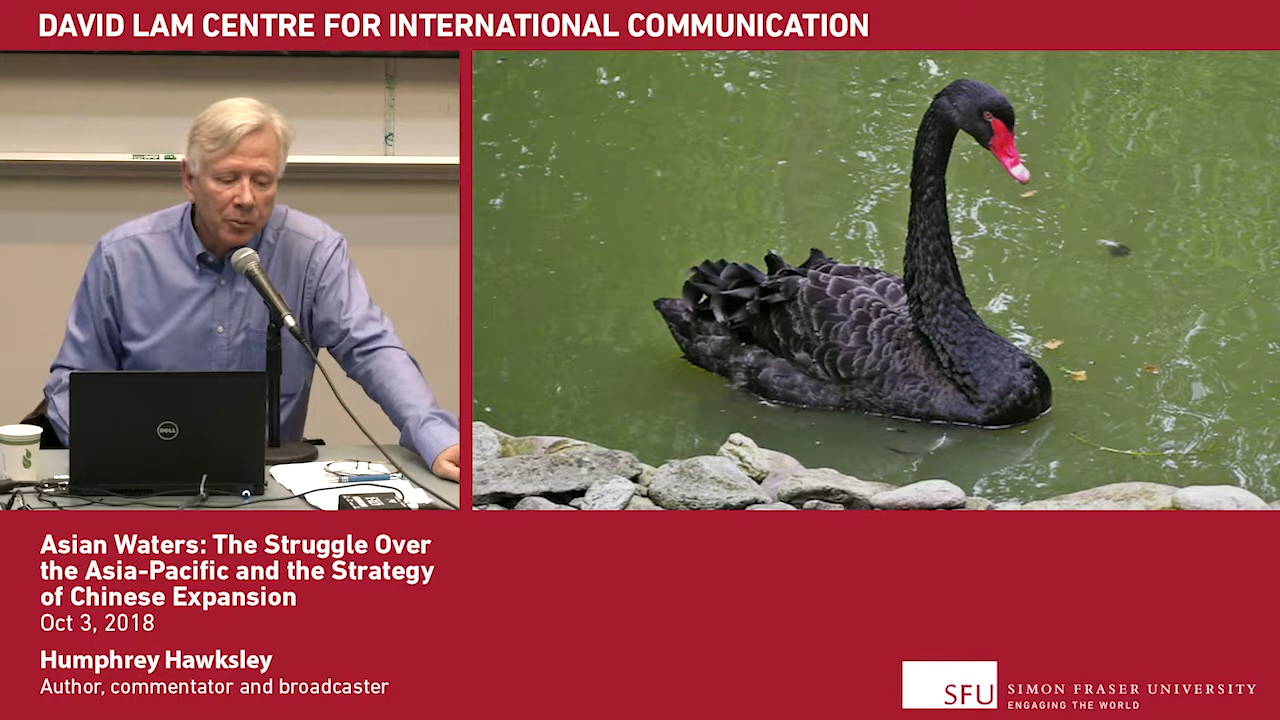 DAVID LAM CENTRE FOR INTERNATIONAL COMMUNICATION
DELL
Asian Waters: The Struggle Over
the Asia-Pacific and the Strategy
of Chinese Expansion
Oct 3, 2018
Humphrey Hawksley
Author, commentator and broadcaster
SFU
SIMON FRASER UNIVERSITY
ENGAGING THE WORLD